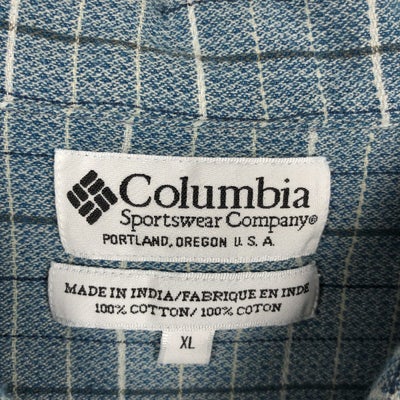 Columbia
Sportswear Company®
PORTLAND, OREGON U.S.A.
MADE IN INDIA/FABRIQUE EN INDE
100% COTTON/100% COTON
XL